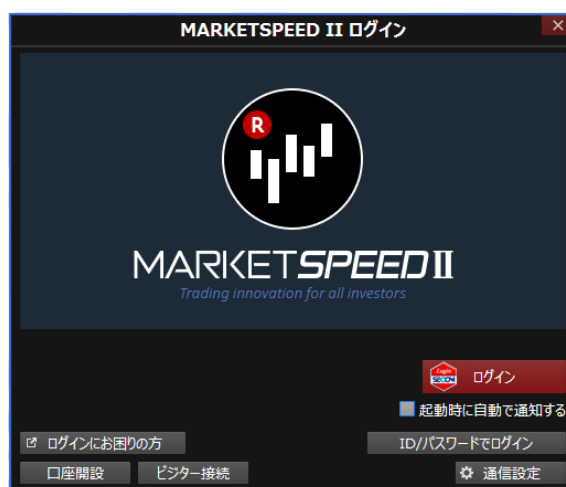 MARKETSPEED II ログイン
R
MARKETSPEED II
Trading innovation for all investors
Login
SECOM
ログイン
起動時に自動で通知する
ログインにお困りの方
ID/パスワードでログイン
口座開設
ビジター接続
通信設定